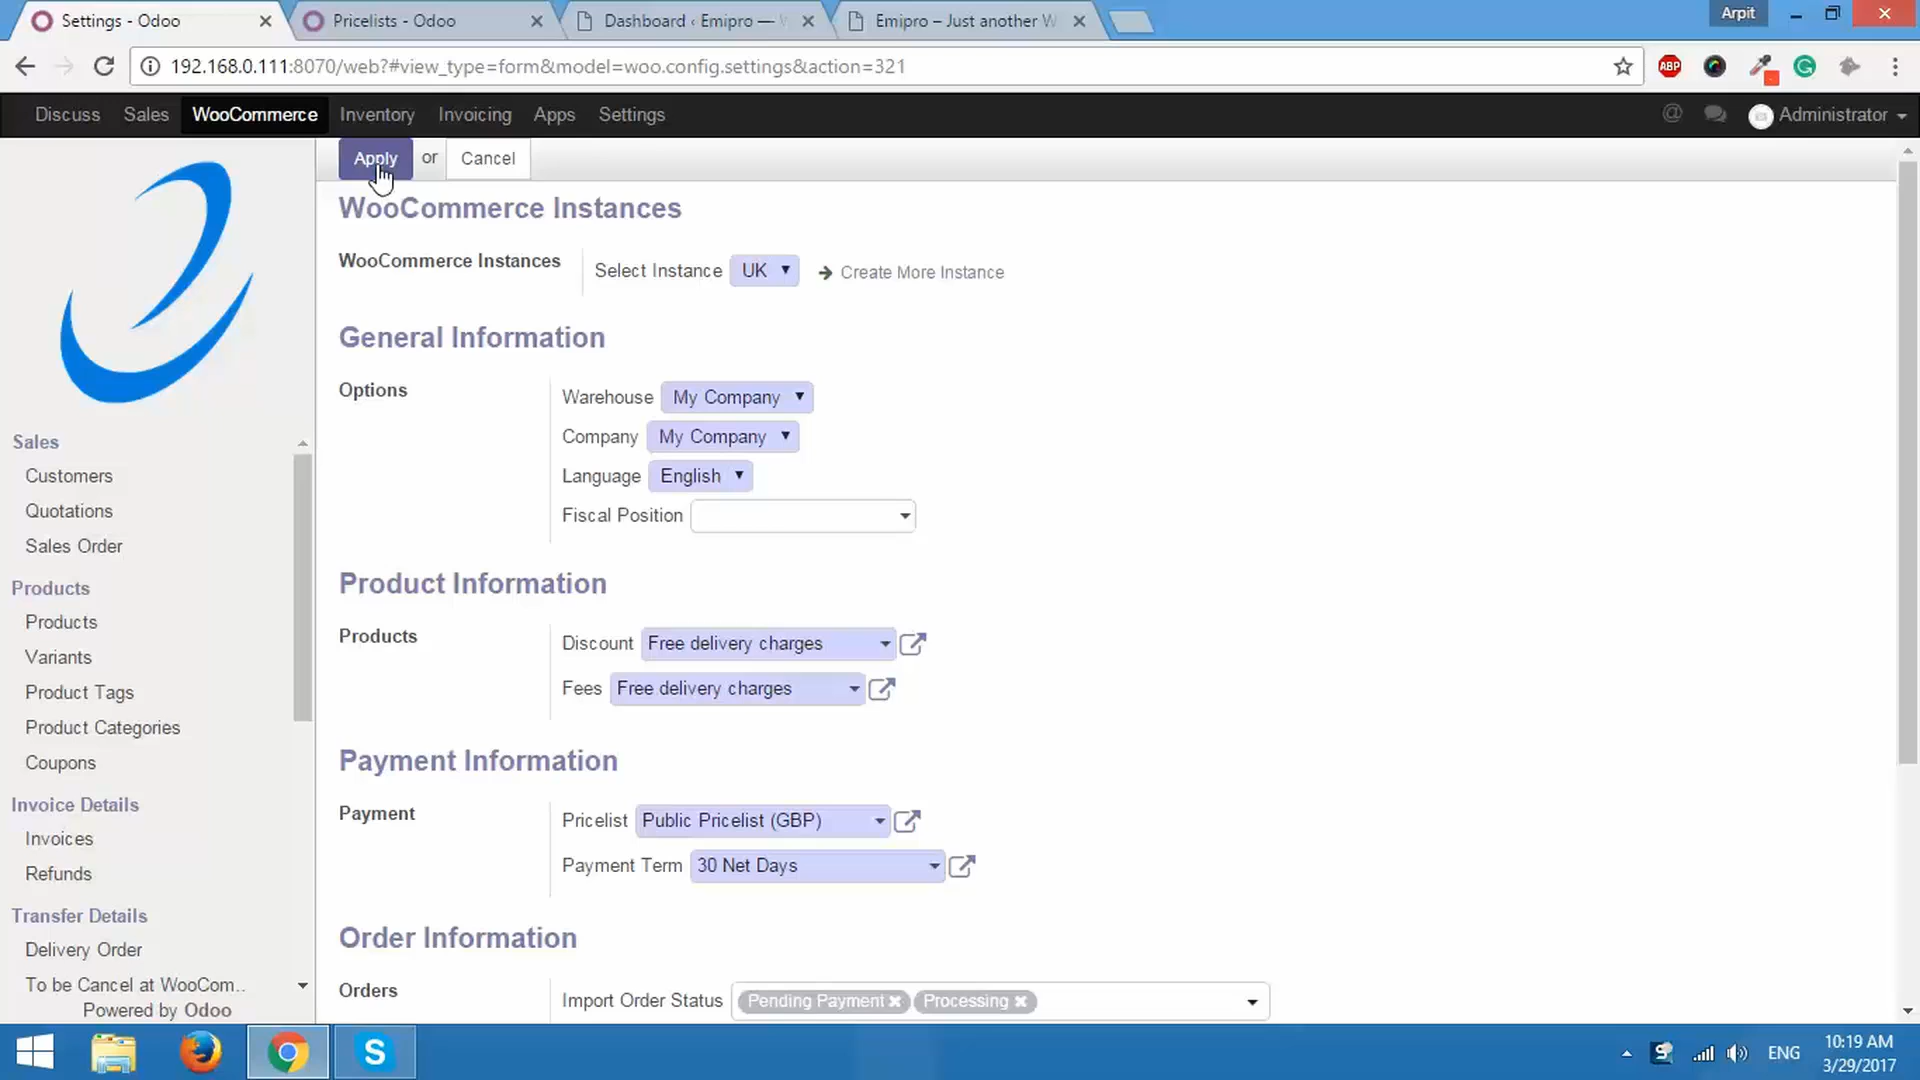 Settings - Odoo
Pricelists - Odoo
Dashboard ‹ Emipro —
Emipro – Just another W
Arpit
192.168.0.111:8070/web?#view_type=form&model=woo.config.settings&action=321
ABP
Discuss Sales WooCommerce Inventory Invoicing Apps Settings
@ Administrator
Apply or Cancel
WooCommerce Instances
WooCommerce Instances
Select Instance UK Create More Instance
General Information
Options
Warehouse My Company
Company My Company
Language English
Fiscal Position
Product Information
Products
Discount Free delivery charges
Fees Free delivery charges
Payment Information
Payment
Pricelist Public Pricelist (GBP)
Payment Term 30 Net Days
Order Information
Orders
Import Order Status Pending Payment Processing
Sales
Customers
Quotations
Sales Order
Products
Products
Variants
Product Tags
Product Categories
Coupons
Invoice Details
Invoices
Refunds
Transfer Details
Delivery Order
To be Cancel at WooCom..
Powered by Odoo
ENG
10:19 AM
3/29/2017